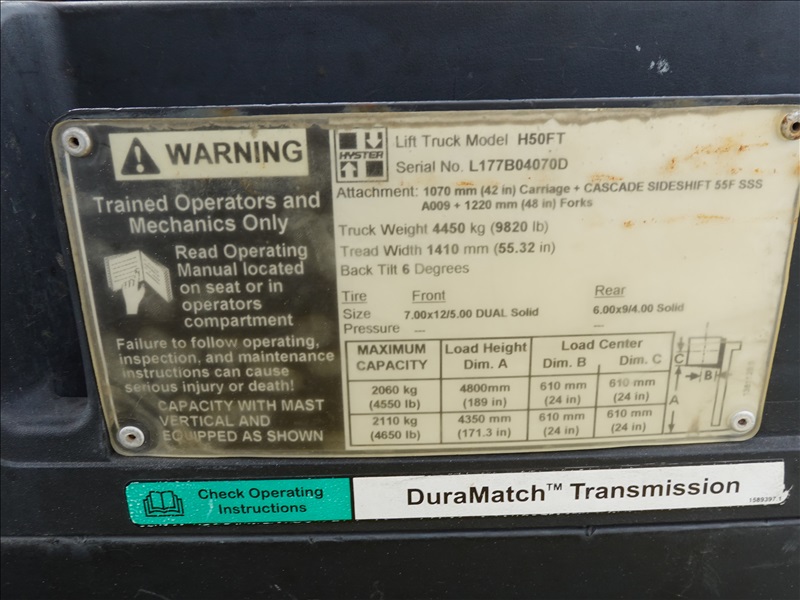 WARNING
Trained Operators and
Mechanics Only
Read Operating
Manual located
on seat or in
operators
compartment
Failure to follow operating,
inspection, and maintenance
instructions can cause
serious injury or death!
CAPACITY WITH MAST
VERTICAL AND
EQUIPPED AS SHOWN
HYSTER
Lift Truck Model H50FT
Serial No. L177B04070D
Attachment: 1070 mm (42 in) Carriage + CASCADE SIDESHIFT 55F SSS
A009 + 1220 mm (48 in) Forks
Truck Weight 4450 kg (9820 lb)
Tread Width 1410 mm (55.32 in)
Back Tilt 6 Degrees
Tire Front Rear
Size 7.00x12/5.00 DUAL Solid 6.00x9/4.00 Solid
Pressure — —
MAXIMUM CAPACITY Load Height Dim. A Load Center Dim. B Dim. C
2060 kg (4550 lb) 4800mm (189 in) 610 mm (24 in) 610 mm (24 in)
2110 kg (4650 lb) 4350 mm (171.3 in) 610 mm (24 in) 610 mm (24 in)
C
B
A
Check Operating
Instructions
DuraMatch™ Transmission